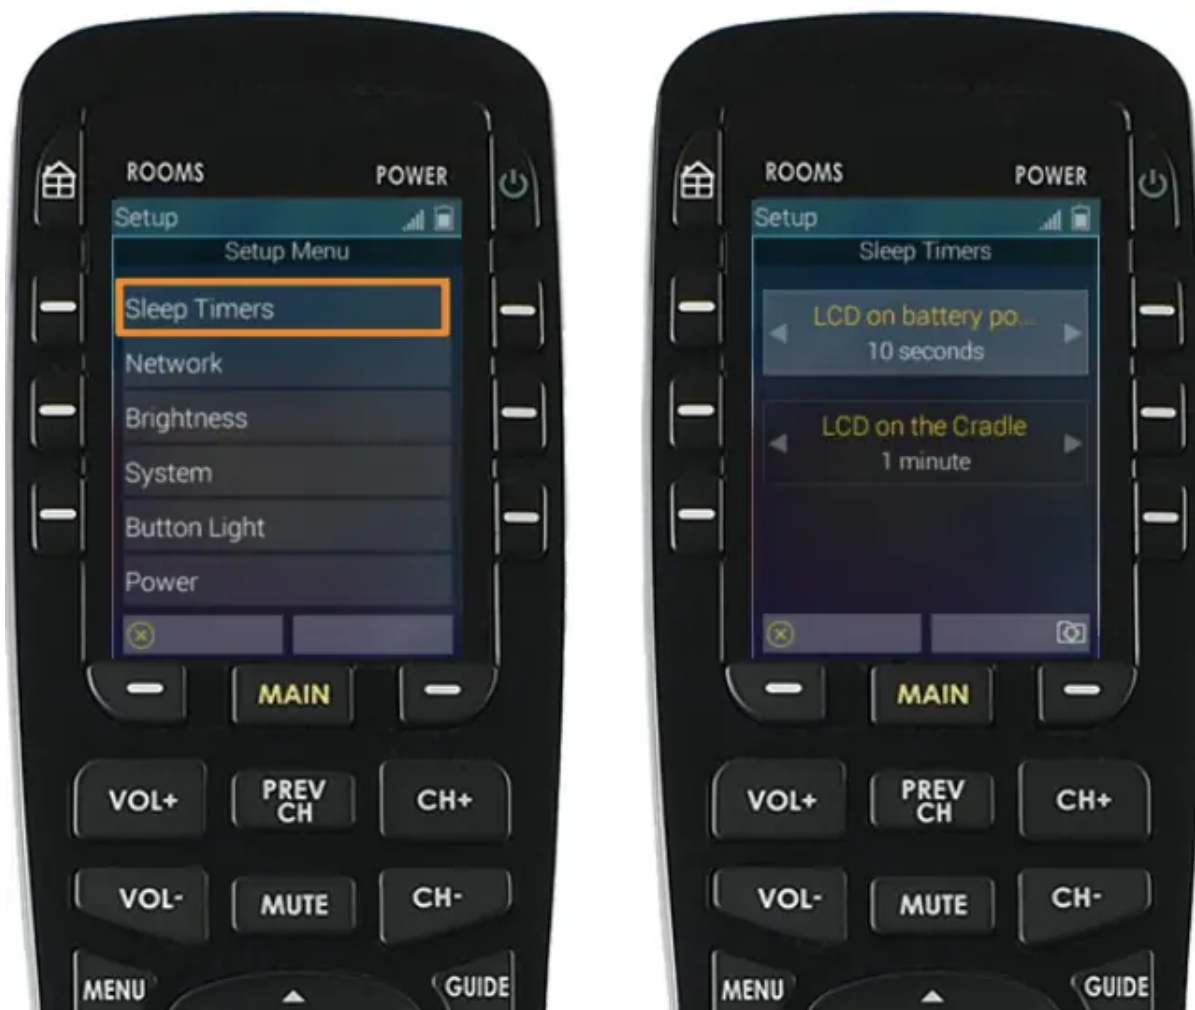 ROOMS POWER
Setup
Setup Menu
Sleep Timers
Network
Brightness
System
Button Light
Power
MAIN
VOL+ PREV CH CH+
VOL- MUTE CH-
MENU GUIDE
ROOMS POWER
Setup
Sleep Timers
LCD on battery po...
10 seconds
LCD on the Cradle
1 minute
MAIN
VOL+ PREV CH CH+
VOL- MUTE CH-
MENU GUIDE